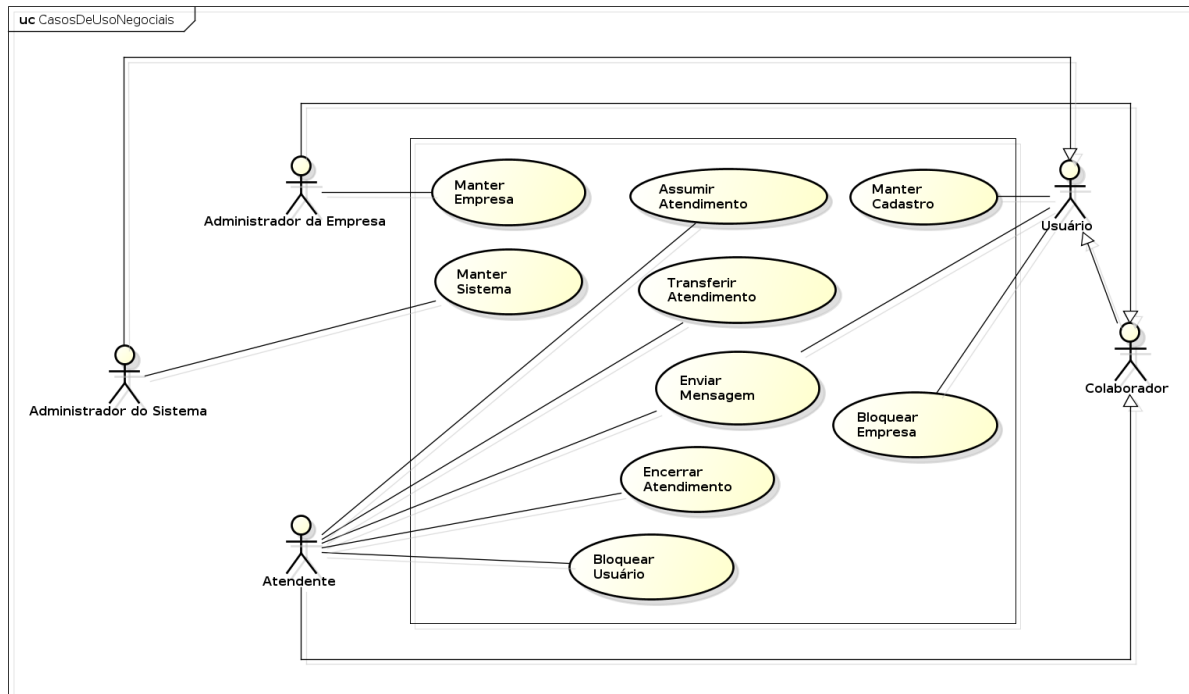 uc CasosDeUsoNegociais
Administrador da Empresa
Manter
Empresa
Assumir
Atendimento
Manter
Cadastro
Usuário
Manter
Sistema
Transferir
Atendimento
Administrador do Sistema
Enviar
Mensagem
Colaborador
Bloquear
Empresa
Encerrar
Atendimento
Atendente
Bloquear
Usuário